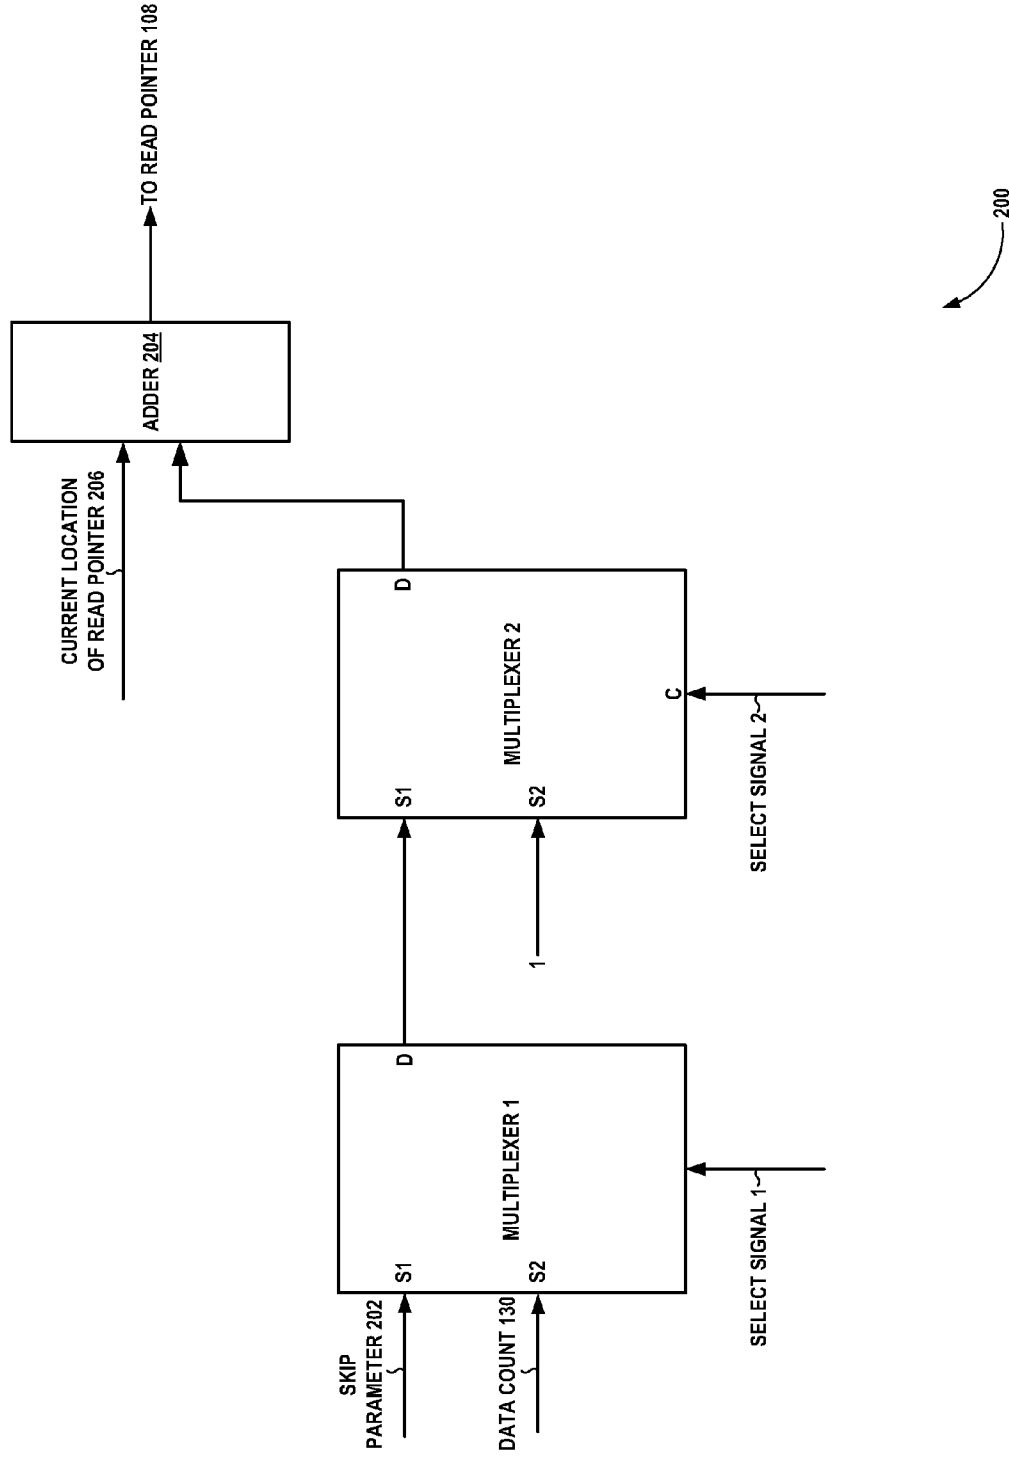 CURRENT LOCATION
OF READ POINTER 206
ADDER 204
TO READ POINTER 108
SKIP
PARAMETER 202
S1
D
S1
D
DATA COUNT 130
S2
MULTIPLEXER 1
1
S2
MULTIPLEXER 2
C
SELECT SIGNAL 1
SELECT SIGNAL 2
200